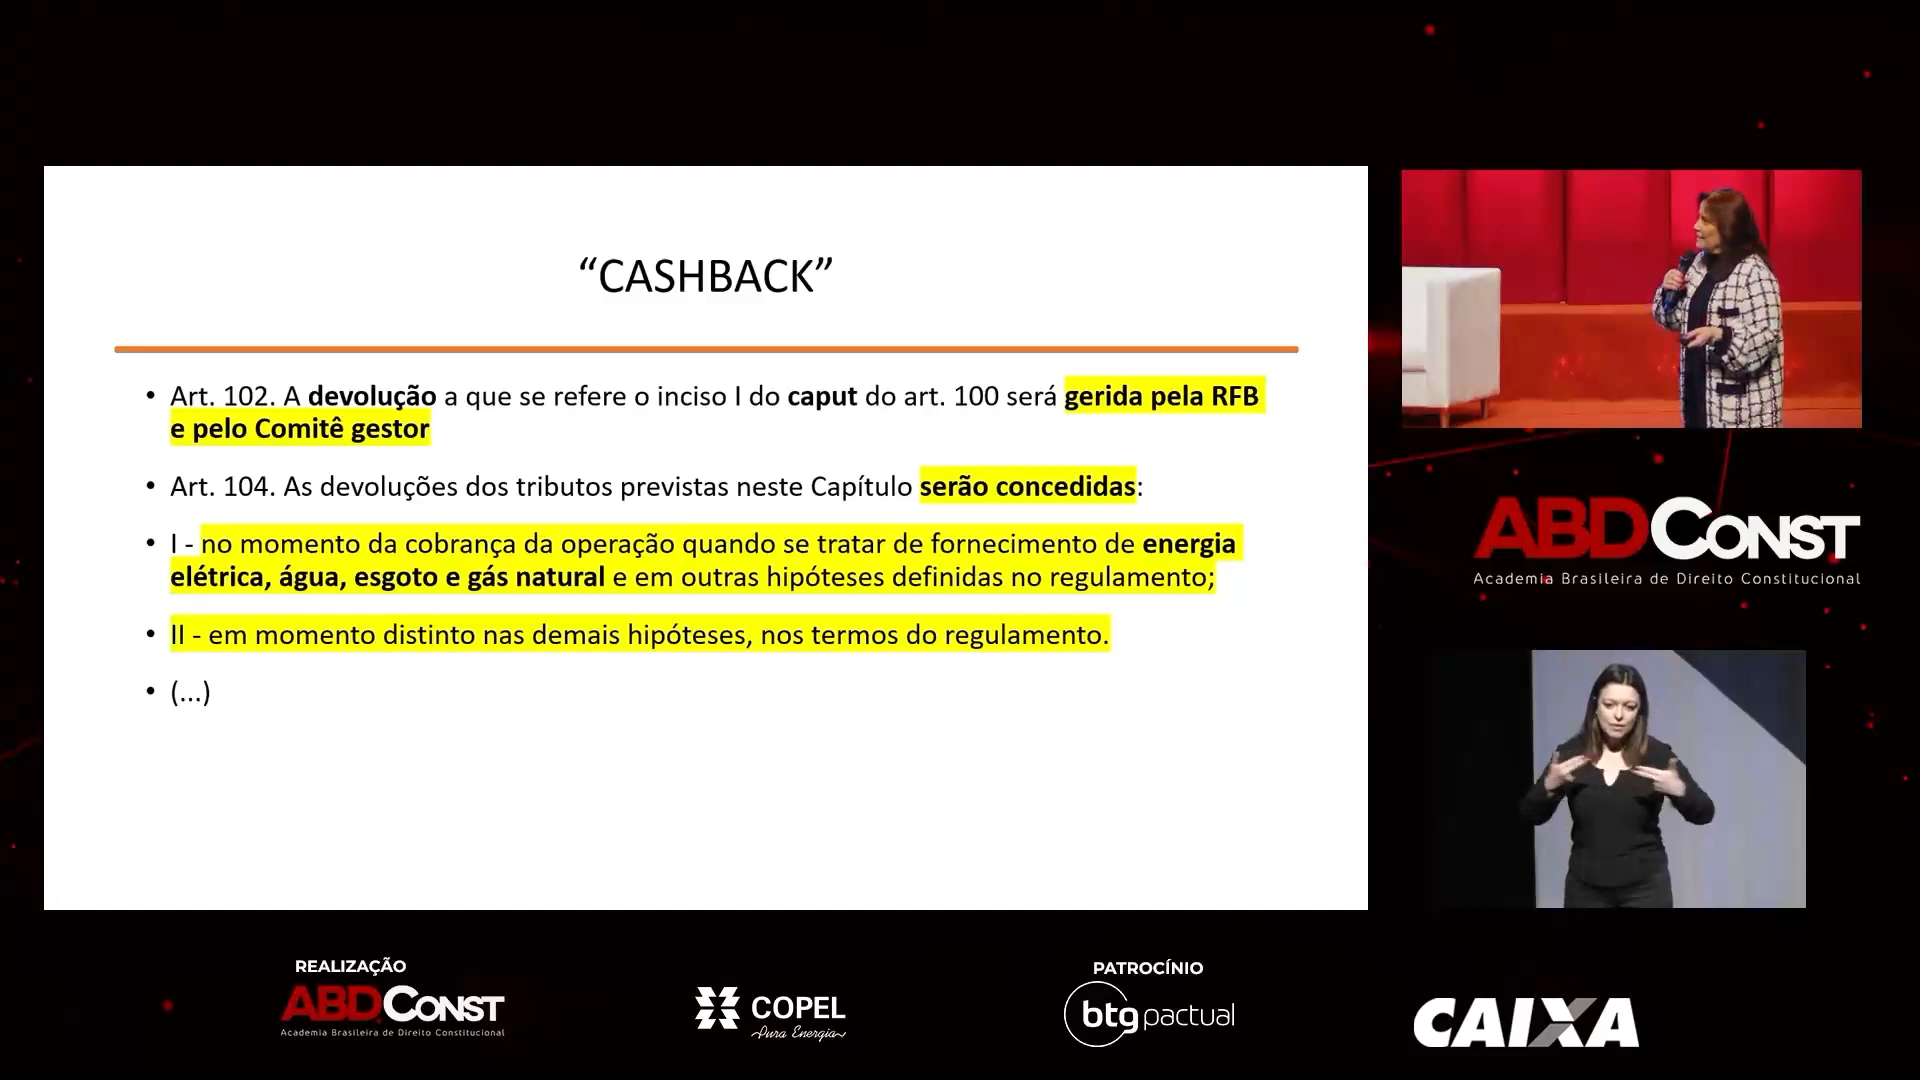 “CASHBACK”
• Art. 102. A devolução a que se refere o inciso I do caput do art. 100 será gerida pela RFB
e pelo Comitê gestor
• Art. 104. As devoluções dos tributos previstas neste Capítulo serão concedidas:
• I - no momento da cobrança da operação quando se tratar de fornecimento de energia
elétrica, água, esgoto e gás natural e em outras hipóteses definidas no regulamento;
• II - em momento distinto nas demais hipóteses, nos termos do regulamento.
• (...)
ABDCONST
Academia Brasileira de Direito Constitucional
REALIZAÇÃO
ABDCONST
Academia Brasileira de Direito Constitucional
COPEL
Pura Energia
PATROCÍNIO
btgpactual
CAIXA